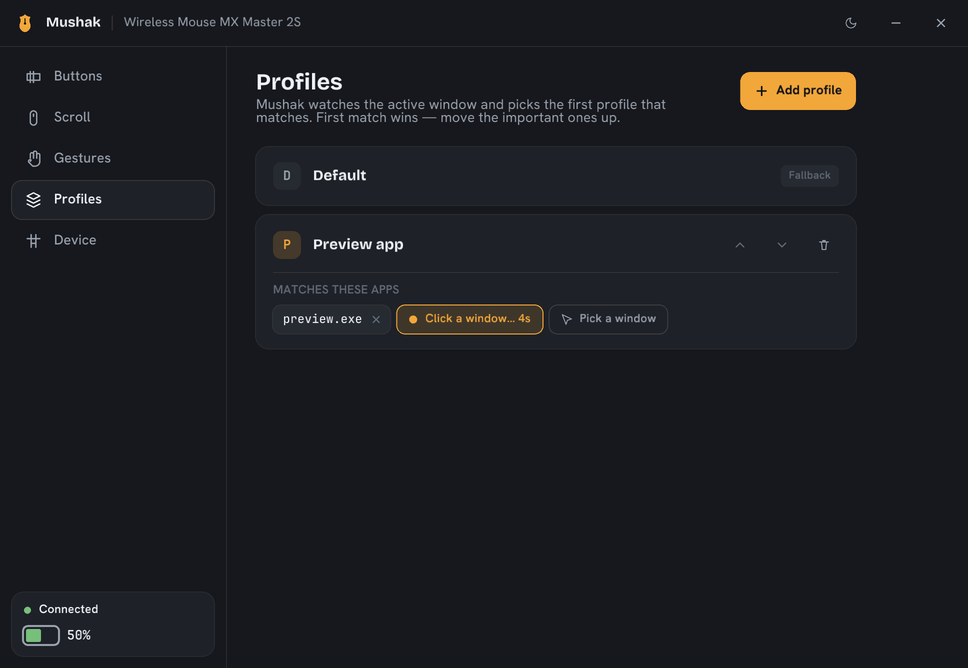 Mushak
Wireless Mouse MX Master 2S
Buttons
Scroll
Gestures
Profiles
Device
Profiles
Mushak watches the active window and picks the first profile that
matches. First match wins — move the important ones up.
+ Add profile
D
Default
Fallback
P
Preview app
MATCHES THESE APPS
preview.exe ×
Click a window... 4s
Pick a window
Connected
50%